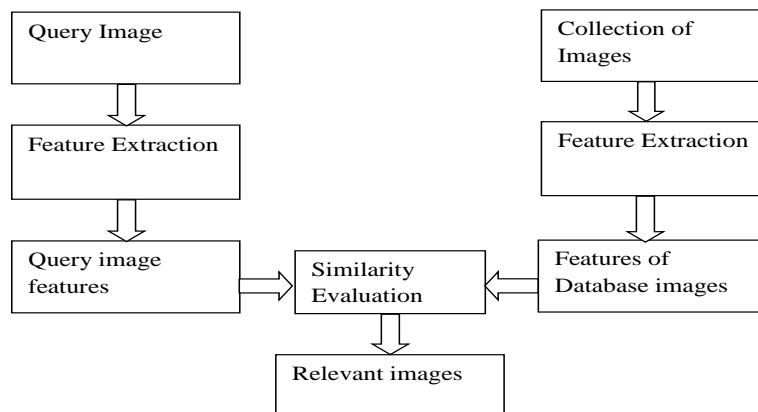 Query Image
Collection of
Images
Feature Extraction
Feature Extraction
Query image
features
Similarity
Evaluation
Features of
Database images
Relevant images